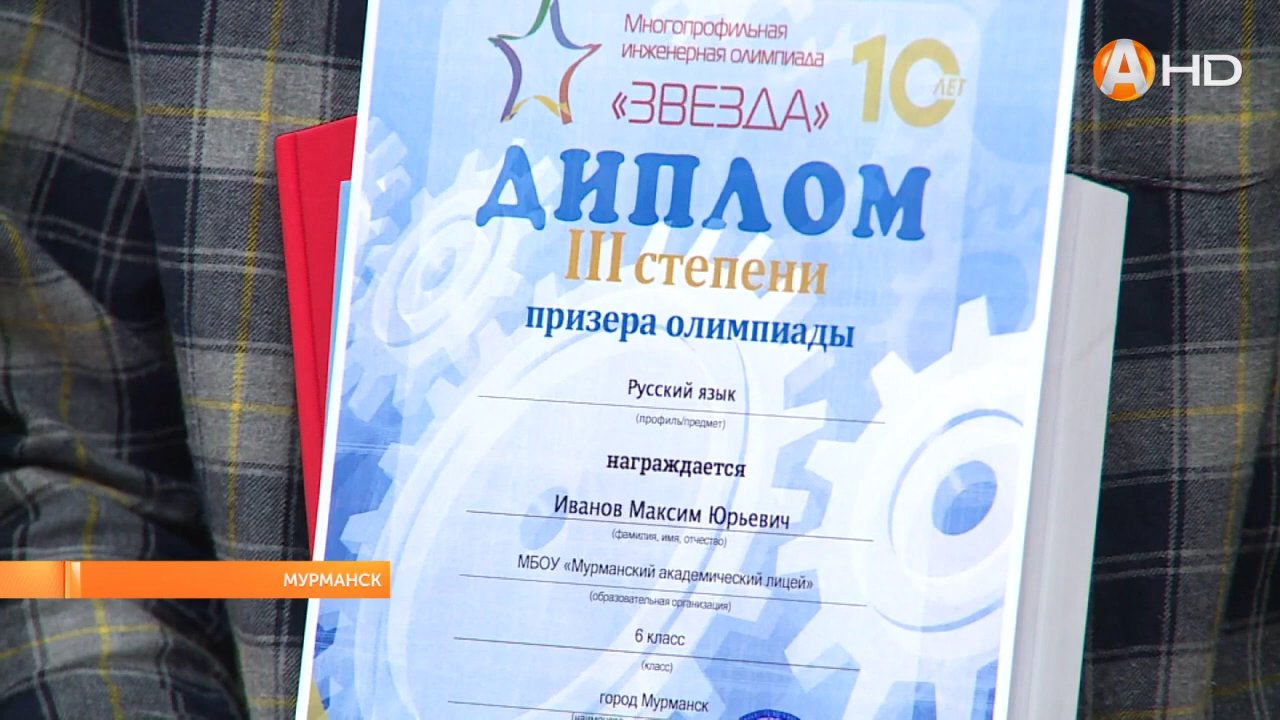 Многопрофильная
инженерная олимпиада
«ЗВЕЗДА»
10
ЛЕТ
А HD
ДИПЛОМ
III степени
призера олимпиады
Русский язык
(профиль/предмет)
награждается
Иванов Максим Юрьевич
(фамилия, имя, отчество)
МБОУ «Мурманский академический лицей»
(образовательная организация)
МУРМАНСК
6 класс
(класс)
город Мурманск